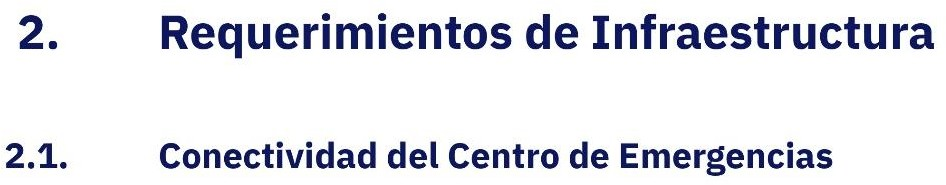 2. Requerimientos de Infraestructura
2.1. Conectividad del Centro de Emergencias